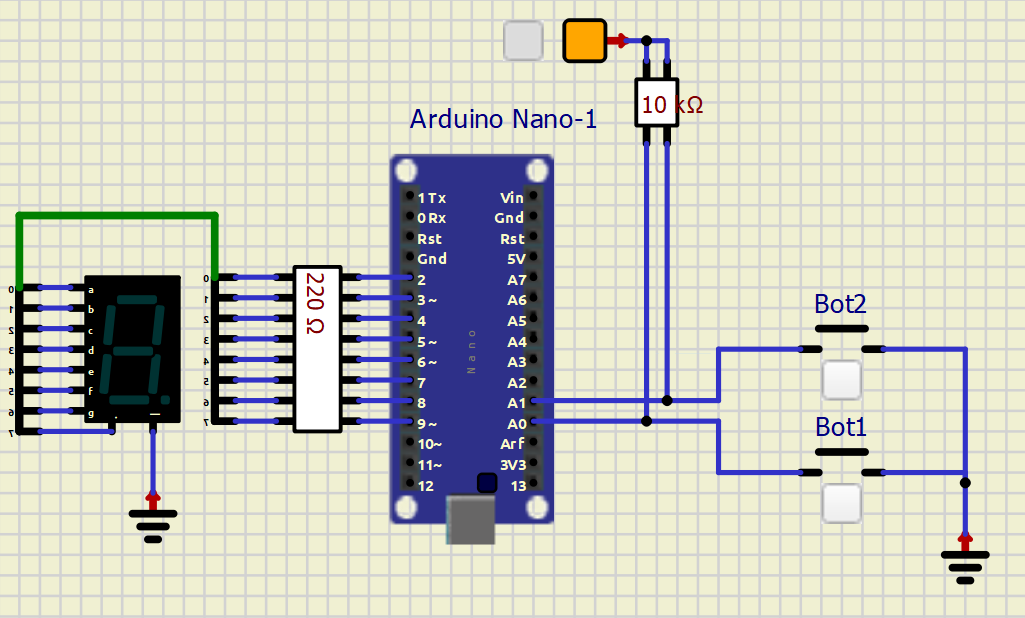 10 kΩ
Arduino Nano-1
1 Tx
0 Rx
Rst
Gnd
2
3 ~
4
5 ~
6 ~
7
8
9 ~
10~
11~
12
Vin
Gnd
Rst
5V
A7
A6
A5
A4
A3
A2
A1
A0
Arf
3V3
13
Nano
220 Ω
0
1
2
3
4
5
6
7
0
1
2
3
4
5
6
7
a
b
c
d
e
f
g
.
Bot2
Bot1